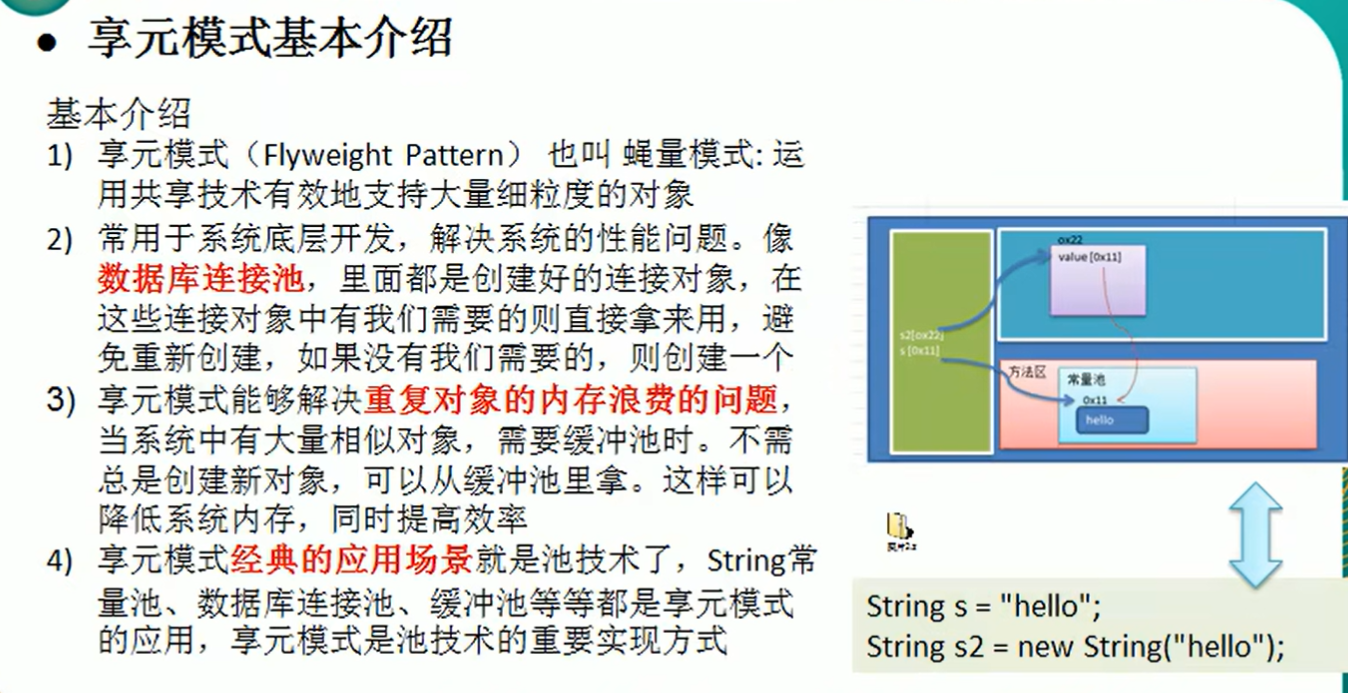 ● 享元模式基本介绍
基本介绍
1) 享元模式（Flyweight Pattern） 也叫 蝇量模式: 运
用共享技术有效地支持大量细粒度的对象
2) 常用于系统底层开发，解决系统的性能问题。像
数据库连接池，里面都是创建好的连接对象，在
这些连接对象中有我们需要的则直接拿来用，避
免重新创建，如果没有我们需要的，则创建一个
3) 享元模式能够解决重复对象的内存浪费的问题，
当系统中有大量相似对象，需要缓冲池时。不需
总是创建新对象，可以从缓冲池里拿。这样可以
降低系统内存，同时提高效率
4) 享元模式经典的应用场景就是池技术了，String常
量池、数据库连接池、缓冲池等等都是享元模式
的应用，享元模式是池技术的重要实现方式
ox22
value [0x11]
s2[ox22]
s [0x11]
方法区
常量池
0x11
hello
String s = "hello";
String s2 = new String("hello");